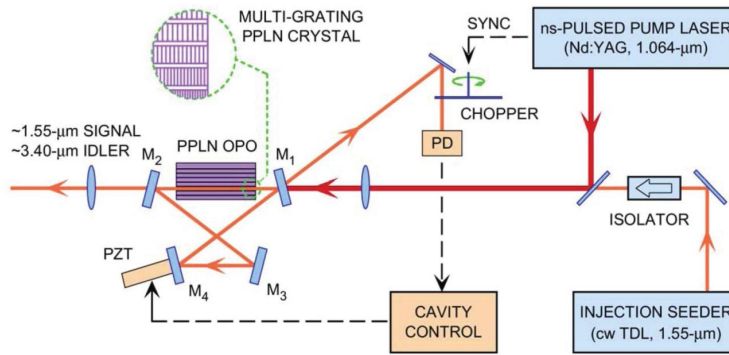 MULTI-GRATING
PPLN CRYSTAL
SYNC
ns-PULSED PUMP LASER
(Nd:YAG, 1.064-µm)
CHOPPER
~1.55-µm SIGNAL
~3.40-µm IDLER
M2
PPLN OPO
M1
PD
ISOLATOR
PZT
M4
M3
CAVITY
CONTROL
INJECTION SEEDER
(cw TDL, 1.55-µm)